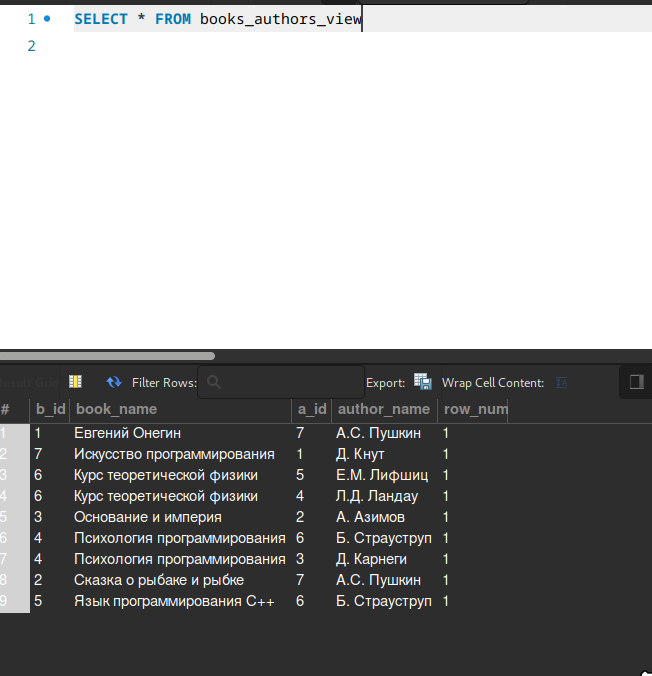 1 SELECT * FROM books_authors_view
2
Filter Rows: Export: Wrap Cell Content:
# b_id book_name a_id author_name row_num
1 1 Евгений Онегин 7 А.С. Пушкин 1
2 7 Искусство программирования 1 Д. Кнут 1
3 6 Курс теоретической физики 5 Е.М. Лифшиц 1
4 6 Курс теоретической физики 4 Л.Д. Ландау 1
5 3 Основание и империя 2 А. Азимов 1
6 4 Психология программирования 6 Б. Страуструп 1
7 4 Психология программирования 3 Д. Карнеги 1
8 2 Сказка о рыбаке и рыбке 7 А.С. Пушкин 1
9 5 Язык программирования С++ 6 Б. Страуструп 1